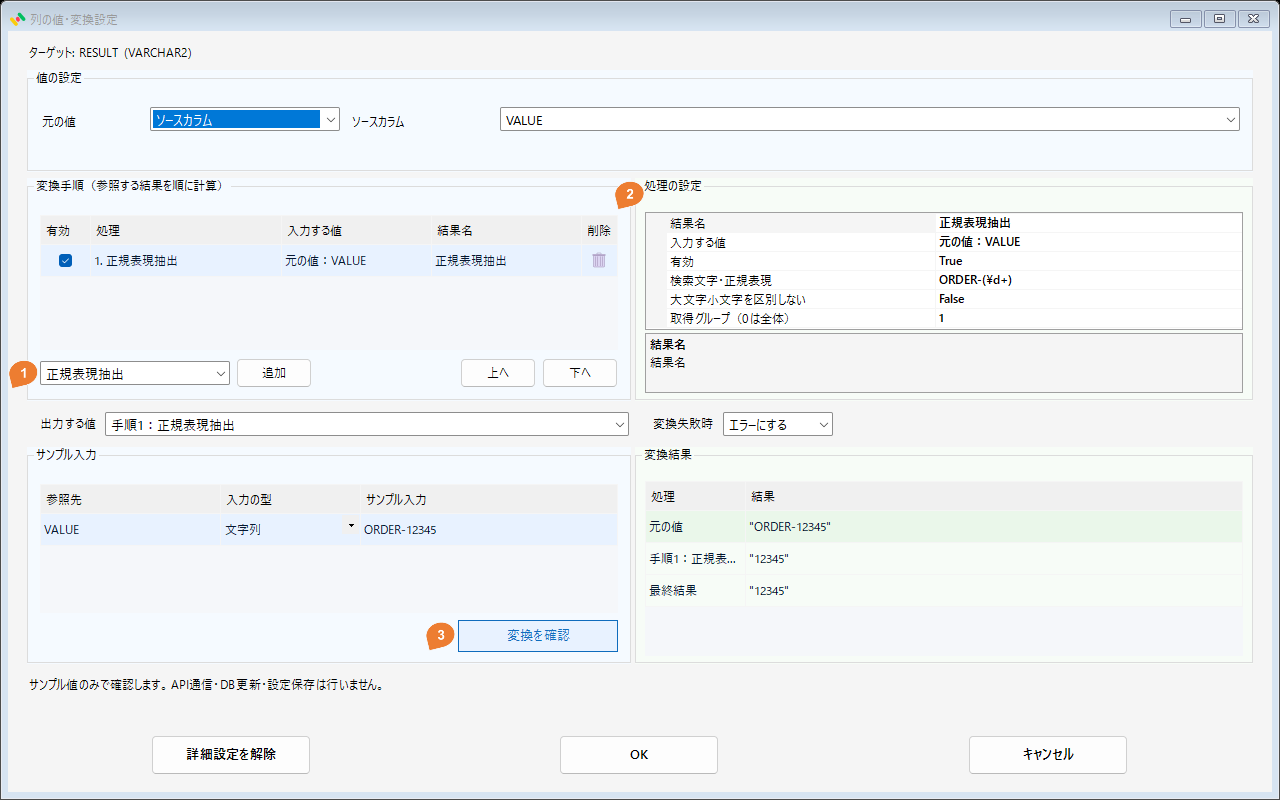 列の値・変換設定
ターゲット: RESULT (VARCHAR2)
値の設定
元の値 ソースカラム ソースカラム VALUE
変換手順（参照する結果を順に計算）
有効 処理 入力する値 結果名 削除
1. 正規表現抽出 元の値：VALUE 正規表現抽出
1 正規表現抽出 追加 上へ 下へ
2 処理の設定
結果名 正規表現抽出
入力する値 元の値：VALUE
有効 True
検索文字・正規表現 ORDER-(¥d+)
大文字小文字を区別しない False
取得グループ（0は全体） 1
結果名
結果名
出力する値 手順1：正規表現抽出 変換失敗時 エラーにする
サンプル入力
参照先 入力の型 サンプル入力
VALUE 文字列 ORDER-12345
3 変換を確認
変換結果
処理 結果
元の値 "ORDER-12345"
手順1：正規表... "12345"
最終結果 "12345"
サンプル値のみで確認します。API通信・DB更新・設定保存は行いません。
詳細設定を解除 OK キャンセル